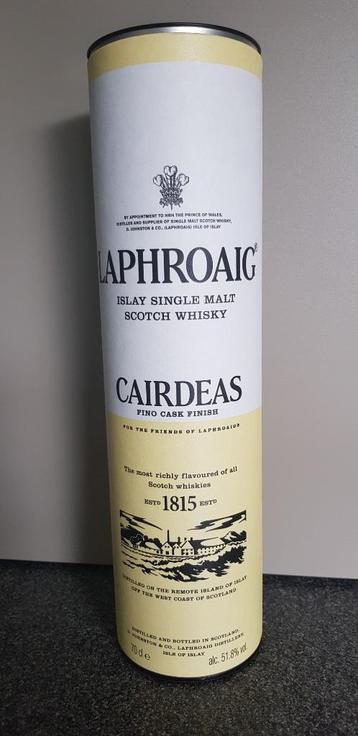 BY APPOINTMENT TO HRH THE PRINCE OF WALES,
DISTILLER AND SUPPLIER OF SINGLE MALT SCOTCH WHISKY,
D. JOHNSTON & CO., (LAPHROAIG) ISLE OF ISLAY
LAPHROAIG®
ISLAY SINGLE MALT
SCOTCH WHISKY
CAIRDEAS
FINO CASK FINISH
FOR THE FRIENDS OF LAPHROAIG®
The most richly flavoured of all
Scotch whiskies
ESTD 1815 ESTD
DISTILLED ON THE REMOTE ISLAND OF ISLAY
OFF THE WEST COAST OF SCOTLAND
DISTILLED AND BOTTLED IN SCOTLAND,
D. JOHNSTON & CO., LAPHROAIG DISTILLERY,
ISLE OF ISLAY
70 cl e
alc. 51.8% vol.